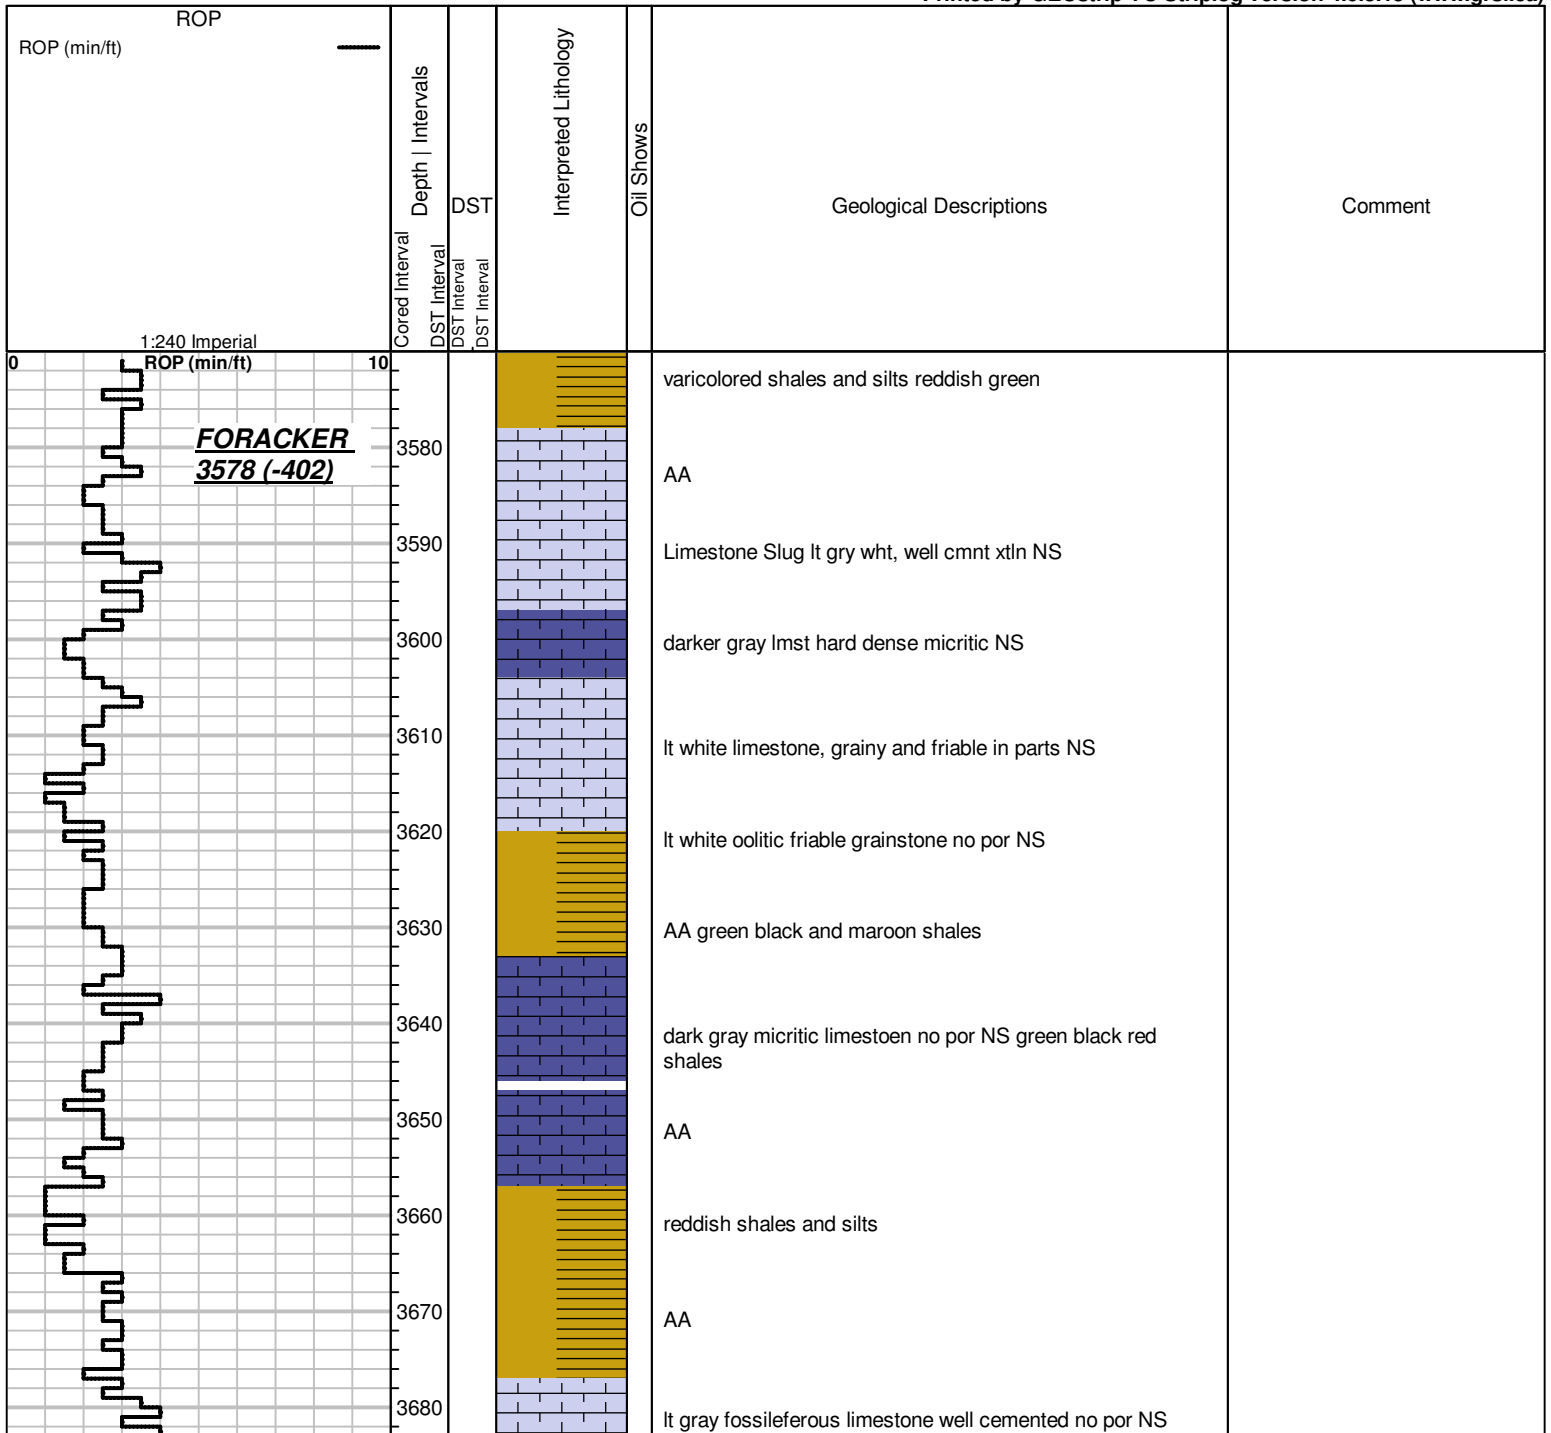 ROP
ROP (min/ft)
1:240 Imperial
Depth | Intervals
Cored Interval
DST Interval
DST
DST Interval
DST Interval
Interpreted Lithology
Oil Shows
Geological Descriptions
Comment
0 ROP (min/ft) 10
varicolored shales and silts reddish green
FORACKER
3578 (-402)
3580
AA
3590
Limestone Slug lt gry wht, well cmnt xtln NS
3600
darker gray lmst hard dense micritic NS
3610
lt white limestone, grainy and friable in parts NS
3620
lt white oolitic friable grainstone no por NS
3630
AA green black and maroon shales
3640
dark gray micritic limestoen no por NS green black red
shales
3650
AA
3660
reddish shales and silts
3670
AA
3680
lt gray fossileferous limestone well cemented no por NS